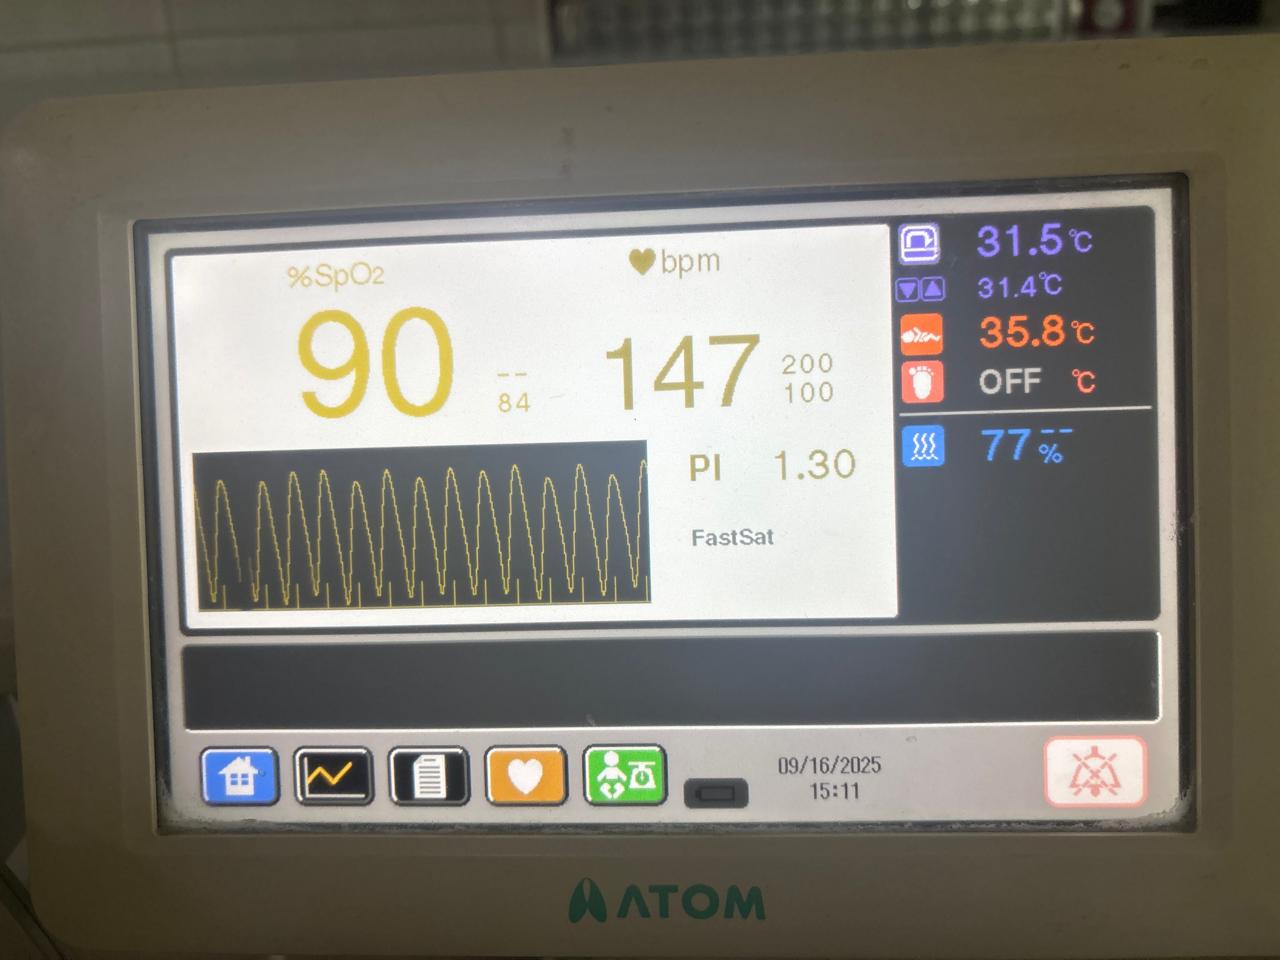 %SpO2
90
--
84
bpm
147
200
100
PI 1.30
FastSat
31.5℃
31.4℃
35.8℃
OFF ℃
77 --%
09/16/2025
15:11
ATOM